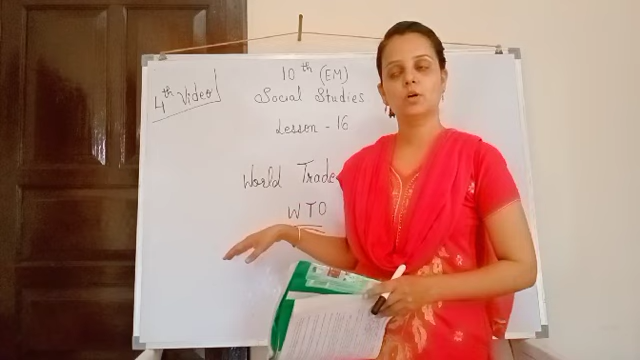 4th Video
10th (EM)
Social Studies
Lesson - 16
World Trade
WTO